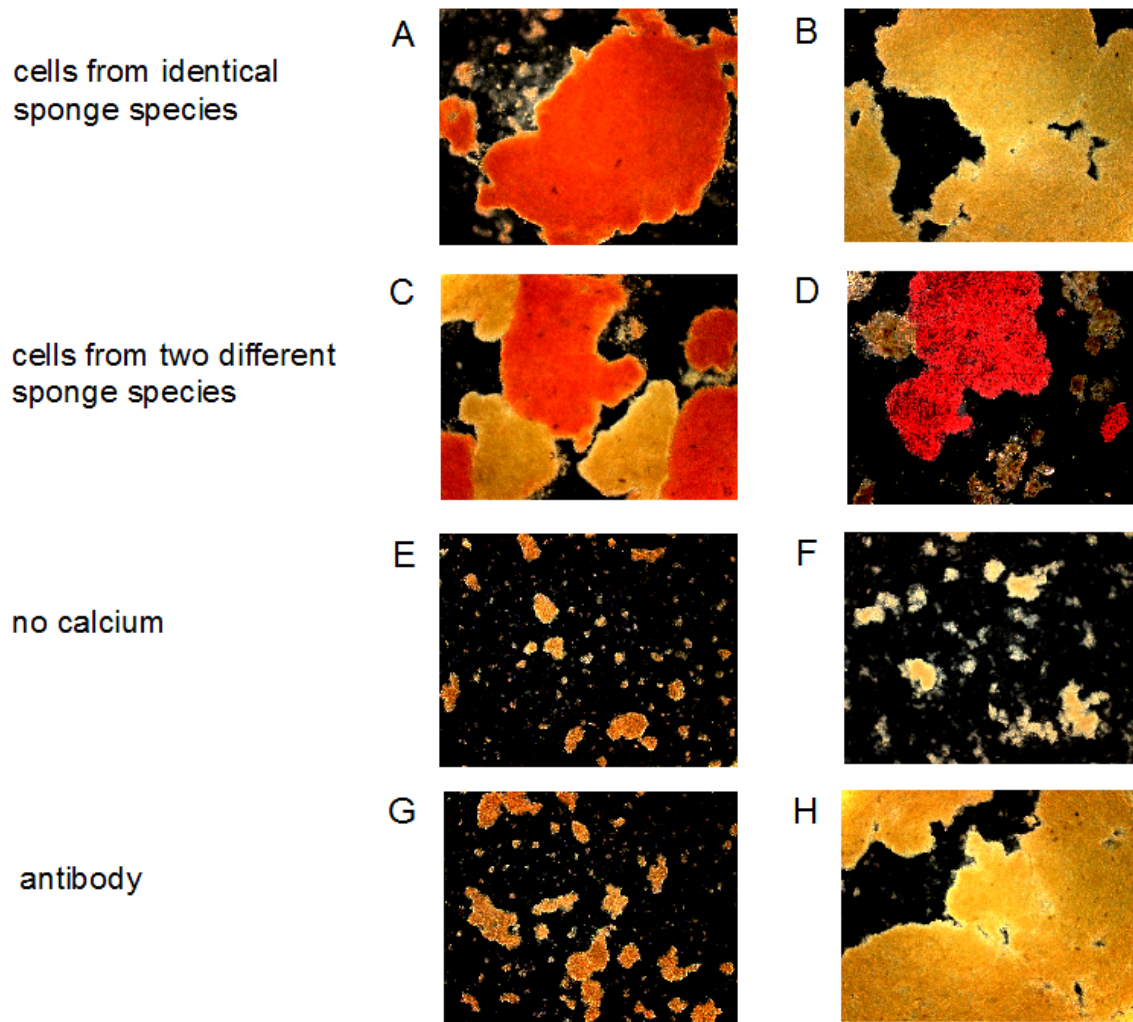 A
B
cells from identical
sponge species
C
D
cells from two different
sponge species
E
F
no calcium
G
H
antibody